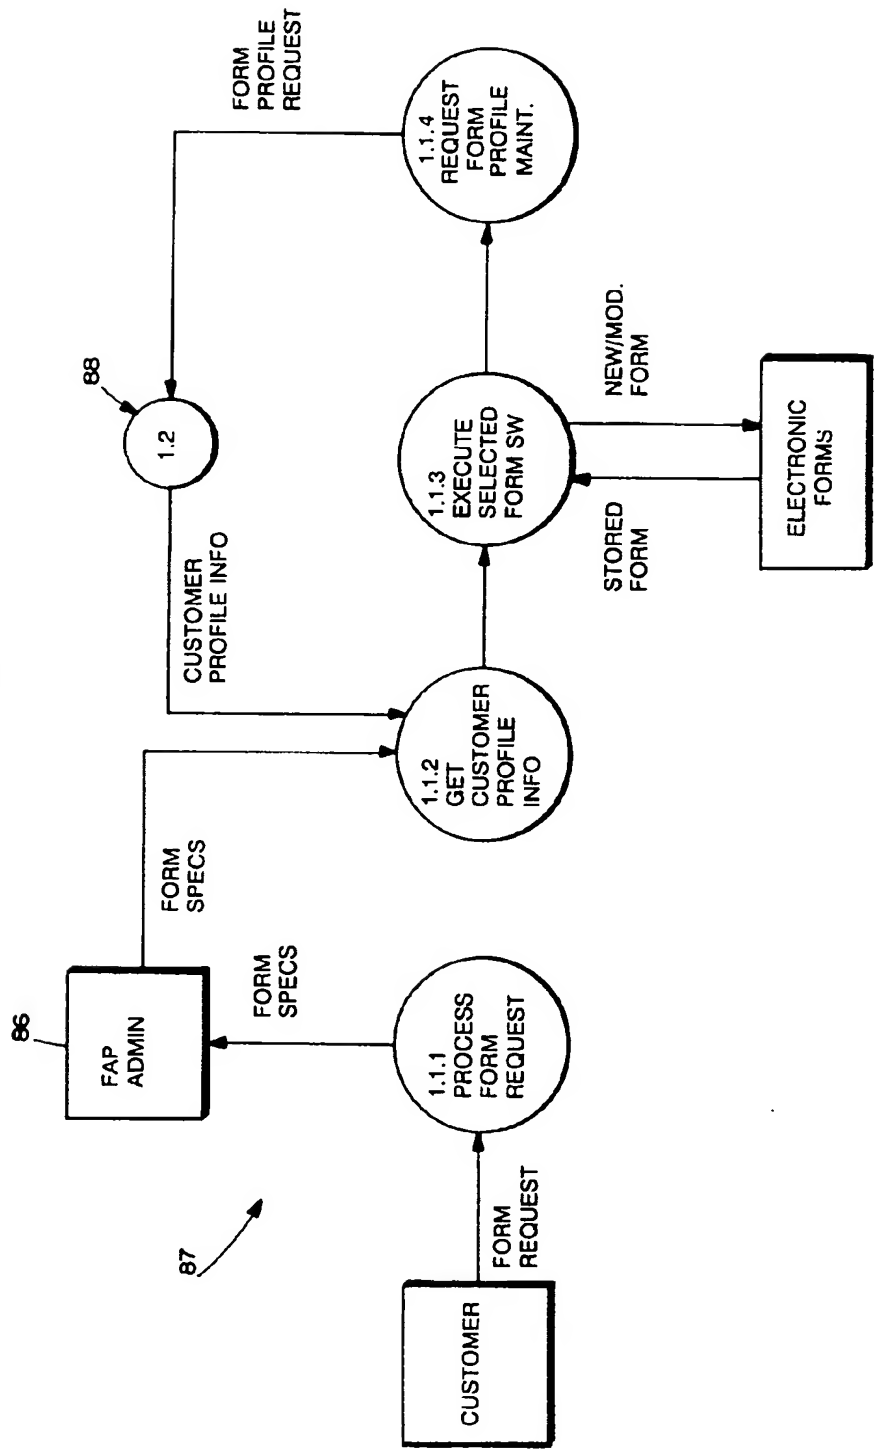 87
86
FAP
ADMIN
FORM
SPECS
FORM
SPECS
CUSTOMER
PROFILE INFO
88
1.2
FORM
PROFILE
REQUEST
CUSTOMER
FORM
REQUEST
1.1.1
PROCESS
FORM
REQUEST
1.1.2
GET
CUSTOMER
PROFILE
INFO
1.1.3
EXECUTE
SELECTED
FORM SW
1.1.4
REQUEST
FORM
PROFILE
MAINT.
STORED
FORM
NEW/MOD.
FORM
ELECTRONIC
FORMS